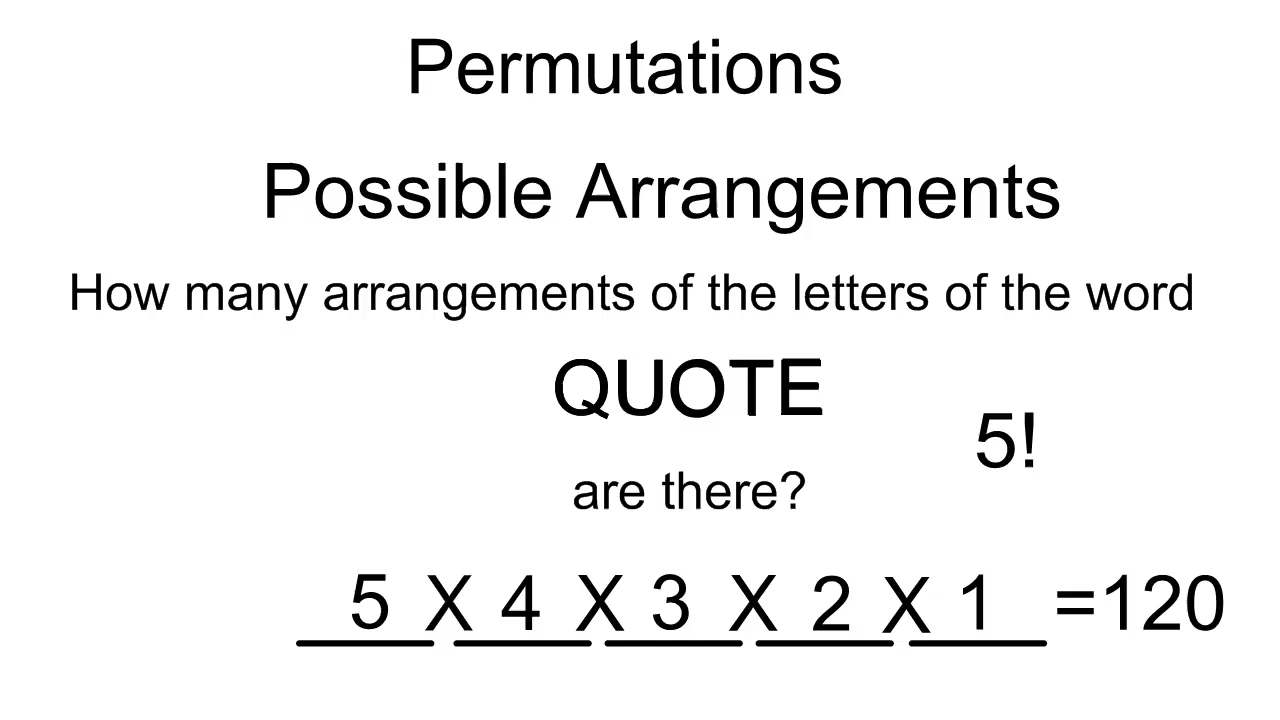 Permutations
Possible Arrangements
How many arrangements of the letters of the word
QUOTE
5!
are there?
5 X 4 X 3 X 2 X 1 =120